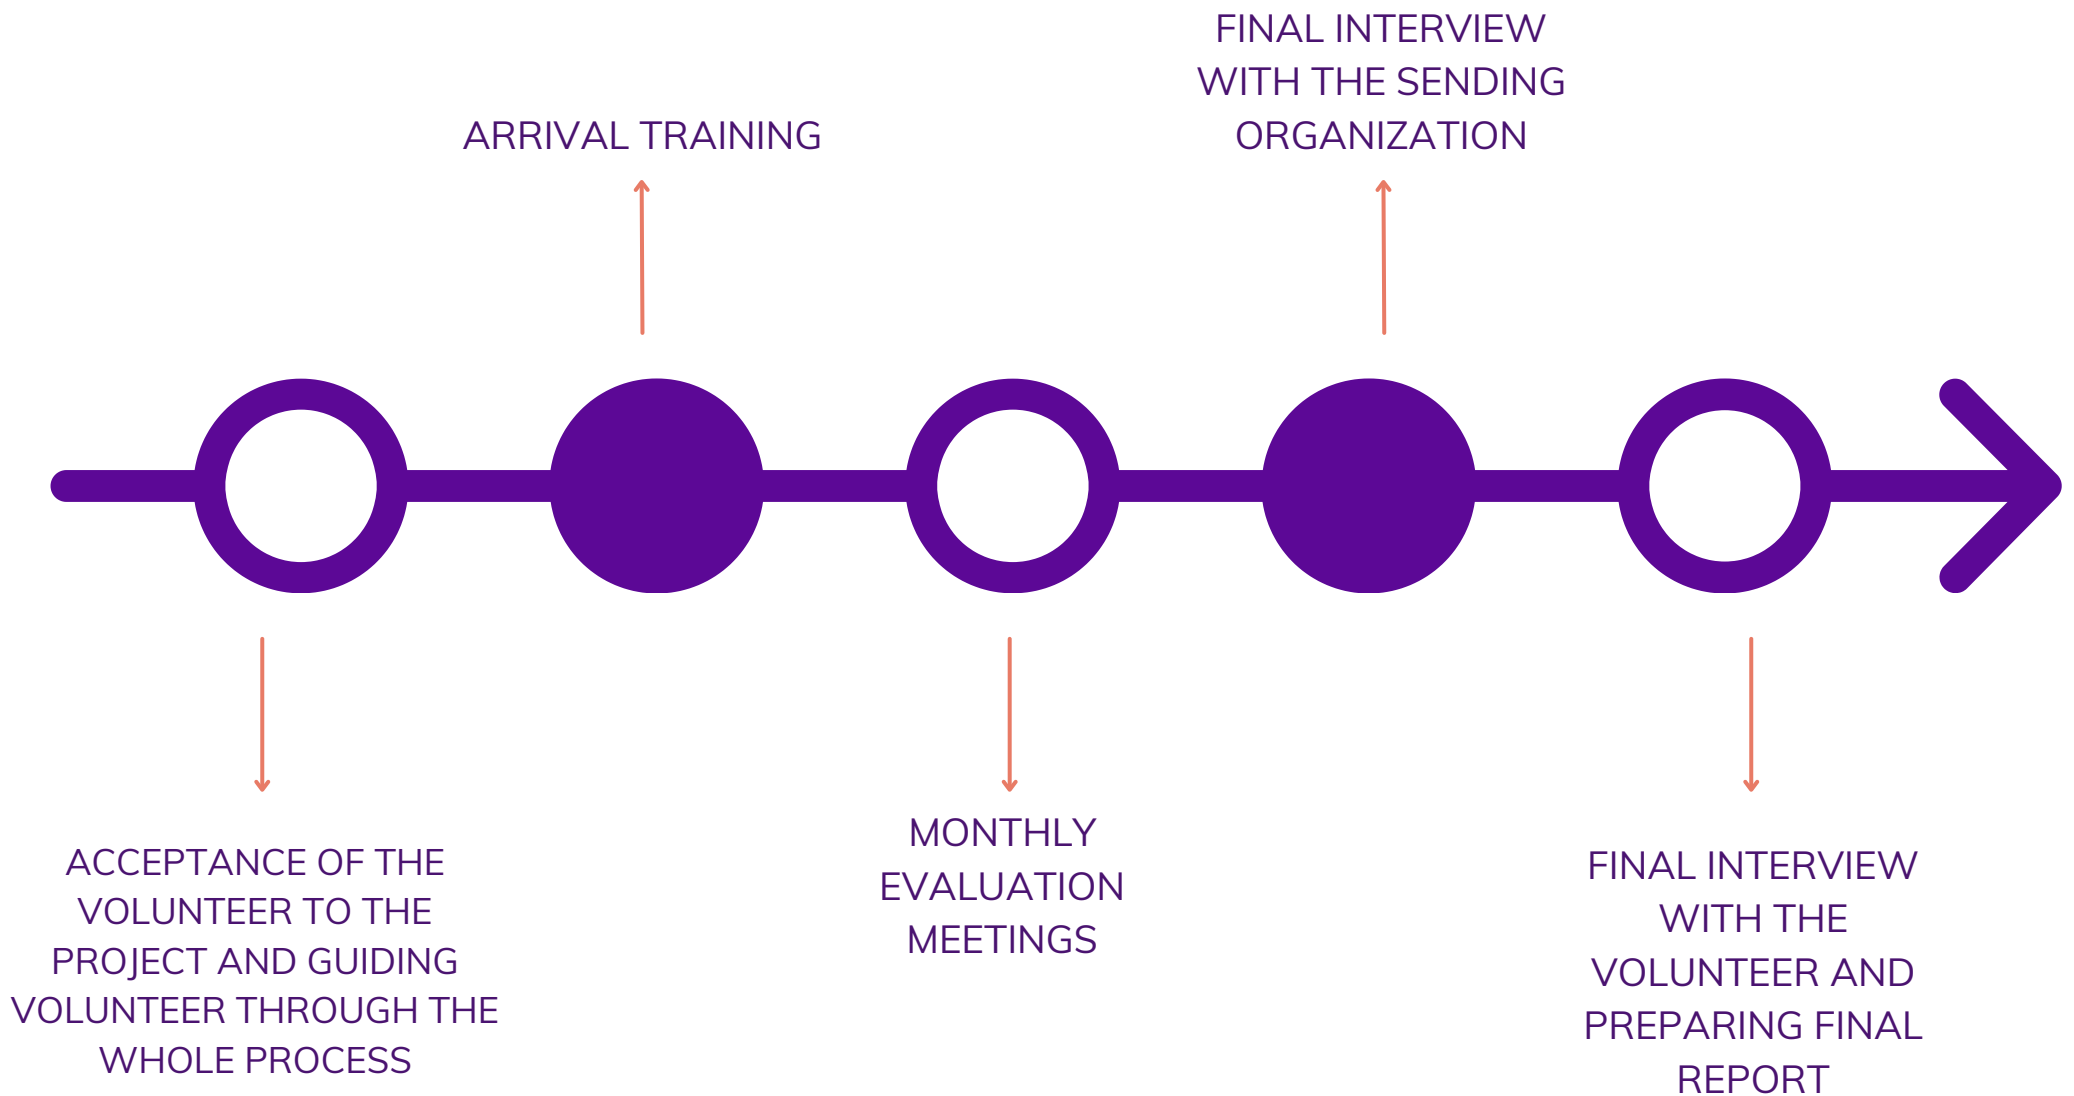 FINAL INTERVIEW
WITH THE SENDING
ORGANIZATION
ARRIVAL TRAINING
ACCEPTANCE OF THE
VOLUNTEER TO THE
PROJECT AND GUIDING
VOLUNTEER THROUGH THE
WHOLE PROCESS
MONTHLY
EVALUATION
MEETINGS
FINAL INTERVIEW
WITH THE
VOLUNTEER AND
PREPARING FINAL
REPORT